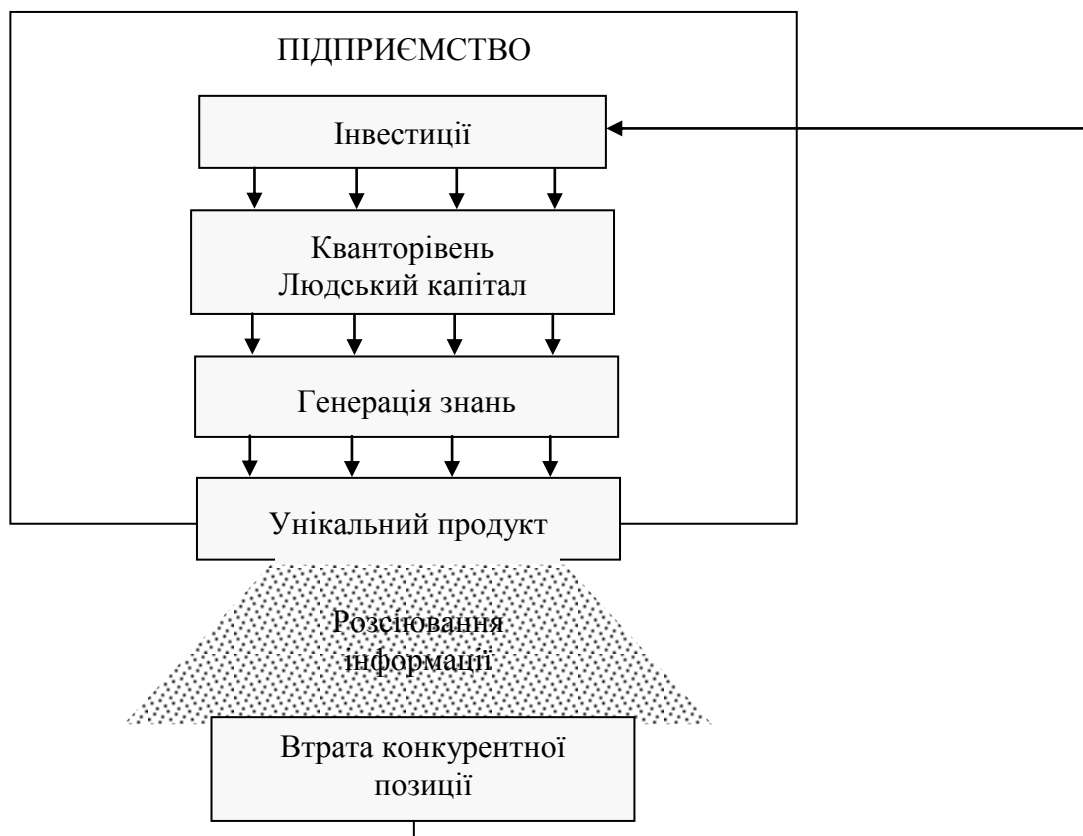 ПІДПРИЄМСТВО
Інвестиції
Кванторівень
Людський капітал
Генерація знань
Унікальний продукт
Розсіювання
інформації
Втрата конкурентної
позиції